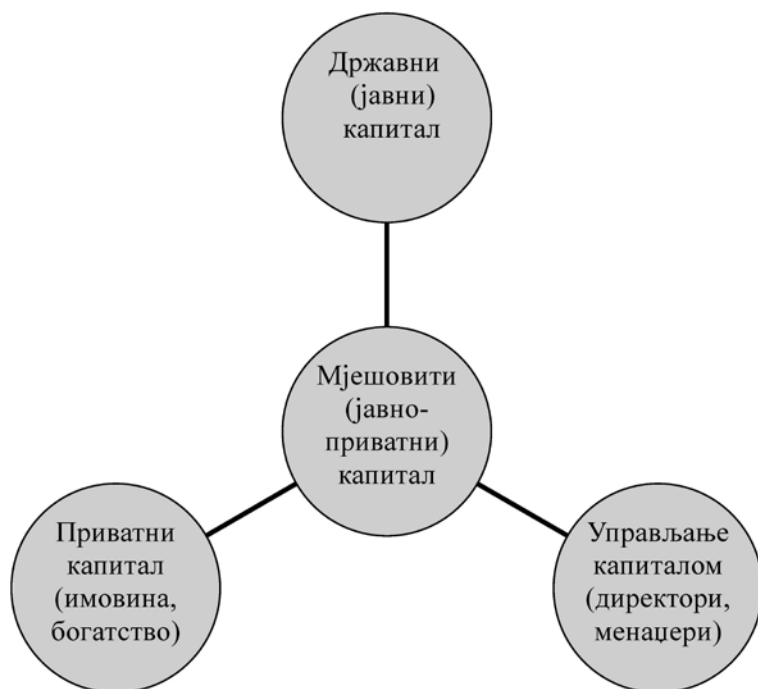 Државни
(јавни)
капитал
Мјешовити
(јавно-
приватни)
капитал
Приватни
капитал
(имовина,
богатство)
Управљање
капиталом
(директори,
менаџери)